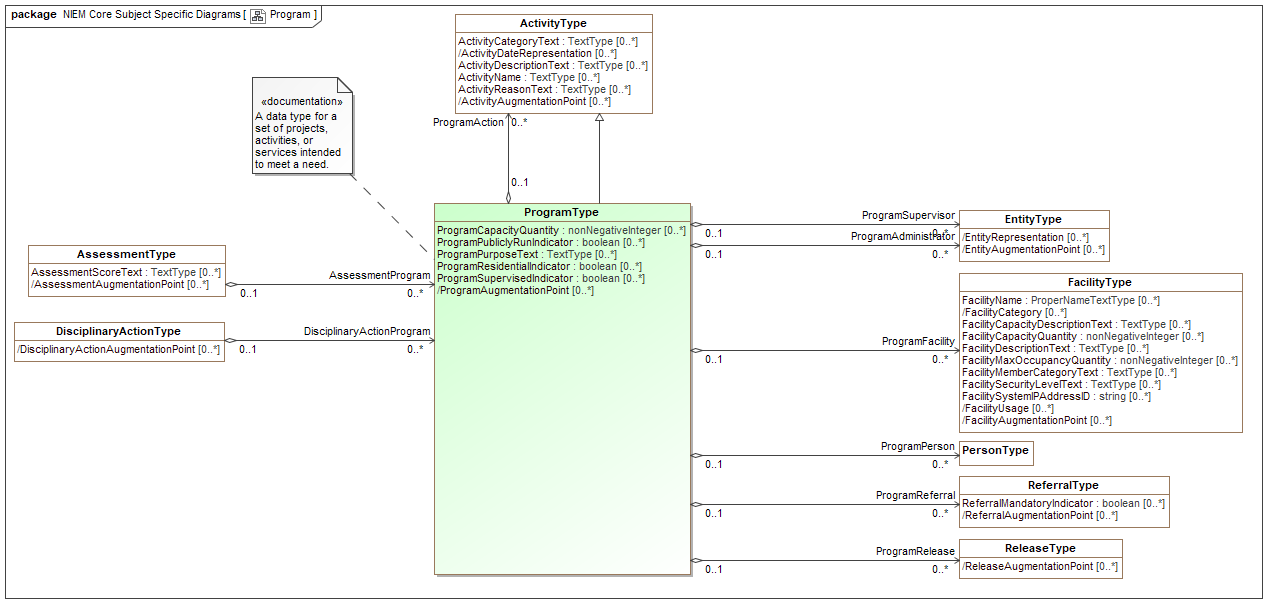 package NIEM Core Subject Specific Diagrams [ Program ]
ActivityType
ActivityCategoryText : TextType [0..*]
/ActivityDateRepresentation [0..*]
ActivityDescriptionText : TextType [0..*]
ActivityName : TextType [0..*]
ActivityReasonText : TextType [0..*]
/ActivityAugmentationPoint [0..*]
«documentation»
A data type for a
set of projects,
activities, or
services intended
to meet a need.
ProgramAction 0..*
0..1
ProgramType
ProgramCapacityQuantity : nonNegativeInteger [0..*]
ProgramPubliclyRunIndicator : boolean [0..*]
ProgramPurposeText : TextType [0..*]
ProgramResidentialIndicator : boolean [0..*]
ProgramSupervisedIndicator : boolean [0..*]
/ProgramAugmentationPoint [0..*]
AssessmentType
AssessmentScoreText : TextType [0..*]
/AssessmentAugmentationPoint [0..*]
AssessmentProgram
0..1 0..*
DisciplinaryActionType
/DisciplinaryActionAugmentationPoint [0..*]
DisciplinaryActionProgram
0..1 0..*
ProgramSupervisor
0..1 0..*
ProgramAdministrator
0..1 0..*
EntityType
/EntityRepresentation [0..*]
/EntityAugmentationPoint [0..*]
FacilityType
FacilityName : ProperNameTextType [0..*]
/FacilityCategory [0..*]
FacilityCapacityDescriptionText : TextType [0..*]
FacilityCapacityQuantity : nonNegativeInteger [0..*]
FacilityDescriptionText : TextType [0..*]
FacilityMaxOccupancyQuantity : nonNegativeInteger [0..*]
FacilityMemberCategoryText : TextType [0..*]
FacilitySecurityLevelText : TextType [0..*]
FacilitySystemIPAddressID : string [0..*]
/FacilityUsage [0..*]
/FacilityAugmentationPoint [0..*]
ProgramFacility
0..1 0..*
ProgramPerson
0..1 0..*
PersonType
ProgramReferral
0..1 0..*
ReferralType
ReferralMandatoryIndicator : boolean [0..*]
/ReferralAugmentationPoint [0..*]
ProgramRelease
0..1 0..*
ReleaseType
/ReleaseAugmentationPoint [0..*]